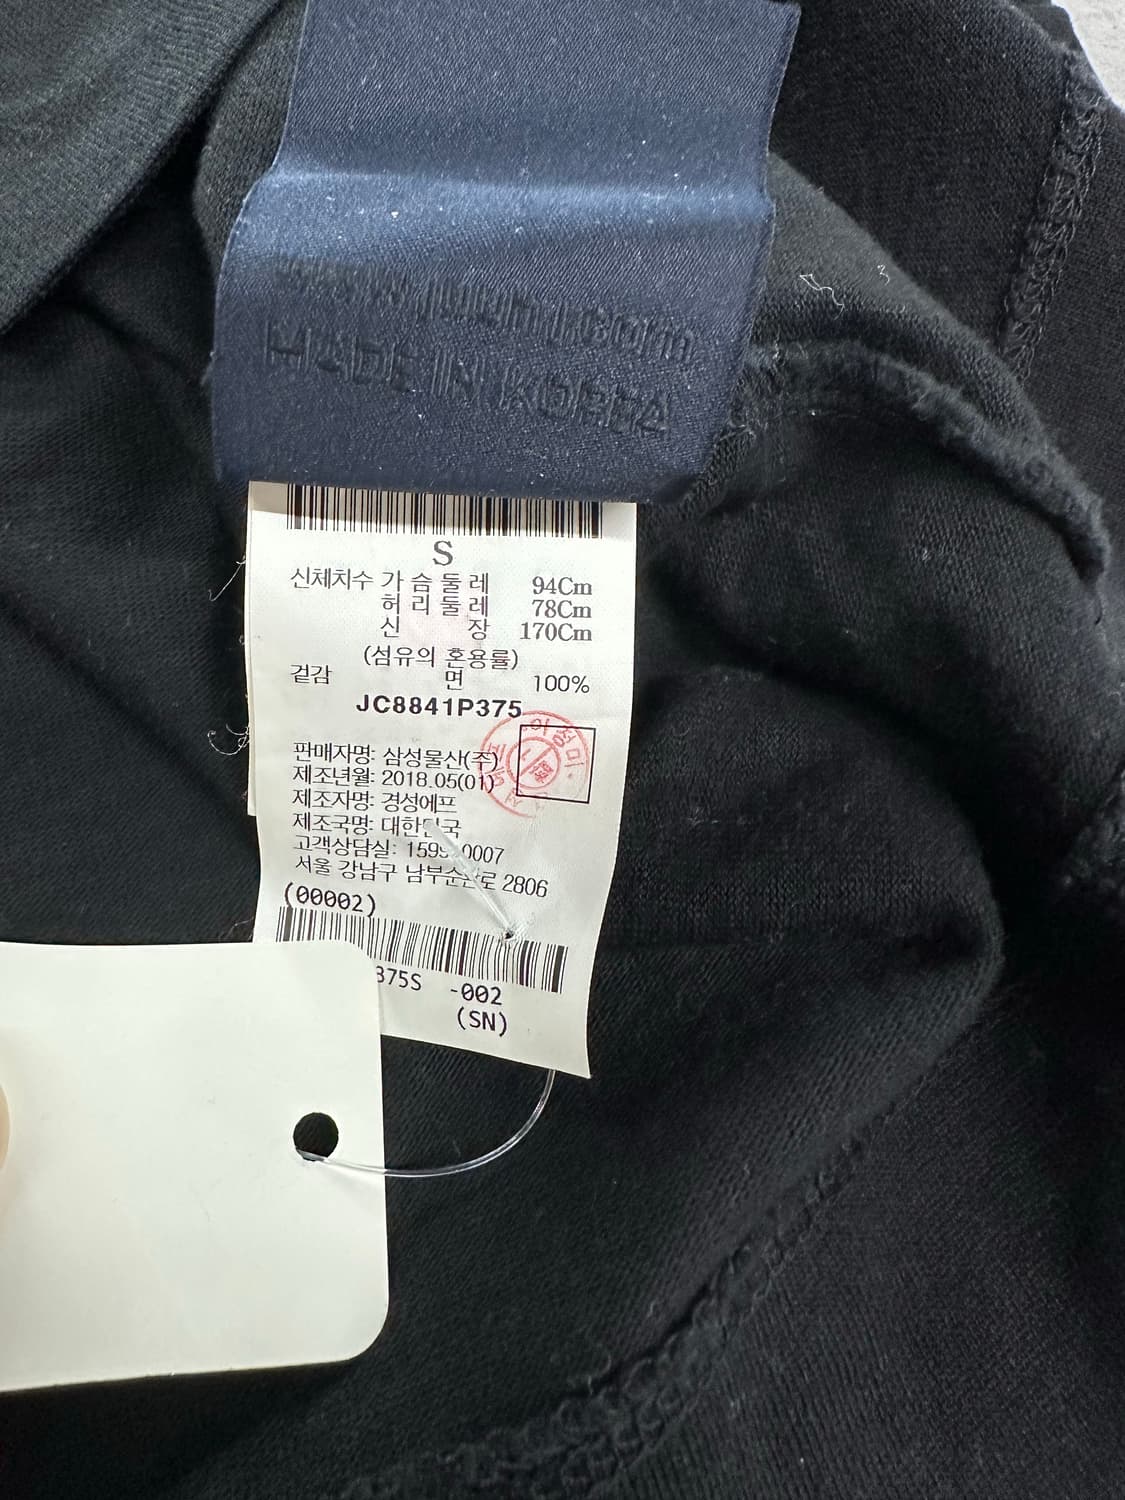 MADE IN KOREA
S
신체치수 가 슴 둘 레 94Cm
허 리 둘 레 78Cm
신 장 170Cm
(섬유의 혼용률)
겉감 면 100%
JC8841P375
판매자명: 삼성물산(주)
제조년월: 2018.05(01)
제조자명: 경성에프
제조국명: 대한민국
고객상담실:
서울 강남구 남부순환로 2806
(00002)
375S -002
(SN)